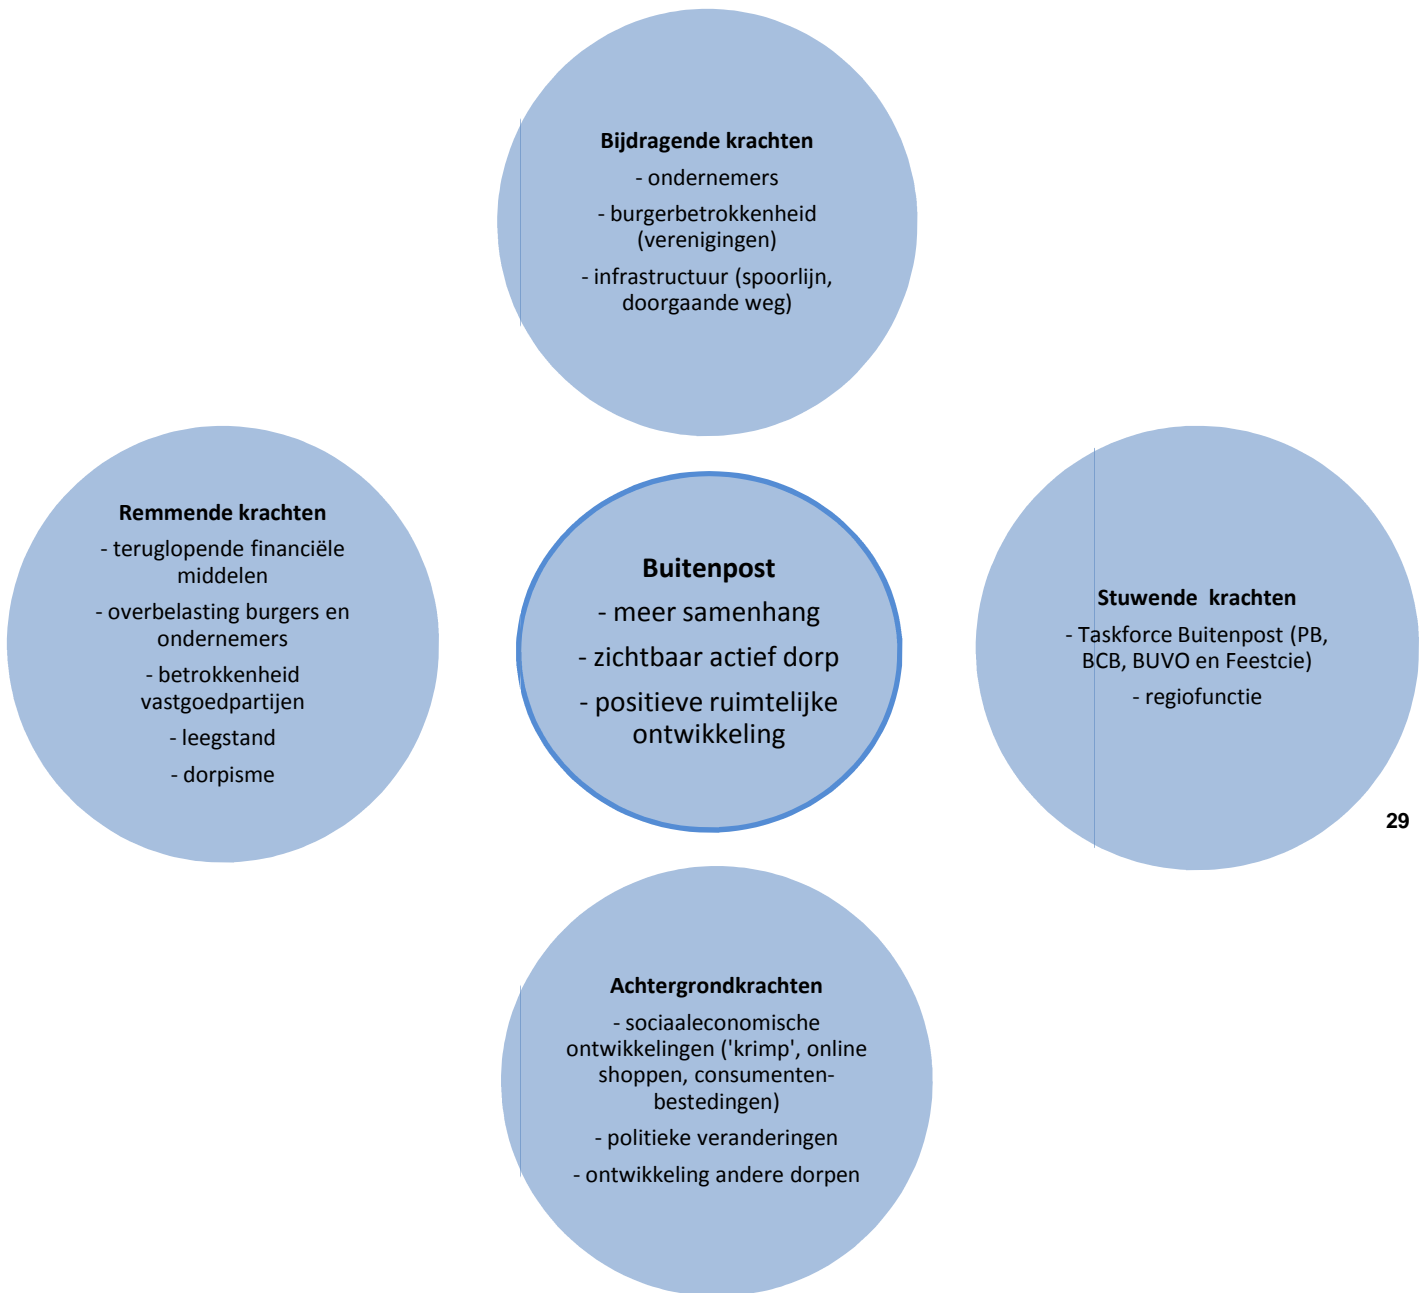 Bijdragende krachten
- ondernemers
- burgerbetrokkenheid
(verenigingen)
- infrastructuur (spoorlijn,
doorgaande weg)
Remmende krachten
- teruglopende financiële
middelen
- overbelasting burgers en
ondernemers
- betrokkenheid
vastgoedpartijen
- leegstand
- dorpisme
Buitenpost
- meer samenhang
- zichtbaar actief dorp
- positieve ruimtelijke
ontwikkeling
Stuwende krachten
- Taskforce Buitenpost (PB,
BCB, BUVO en Feestcie)
- regiofunctie
29
Achtergrondkrachten
- sociaaleconomische
ontwikkelingen ('krimp', online
shoppen, consumenten-
bestedingen)
- politieke veranderingen
- ontwikkeling andere dorpen